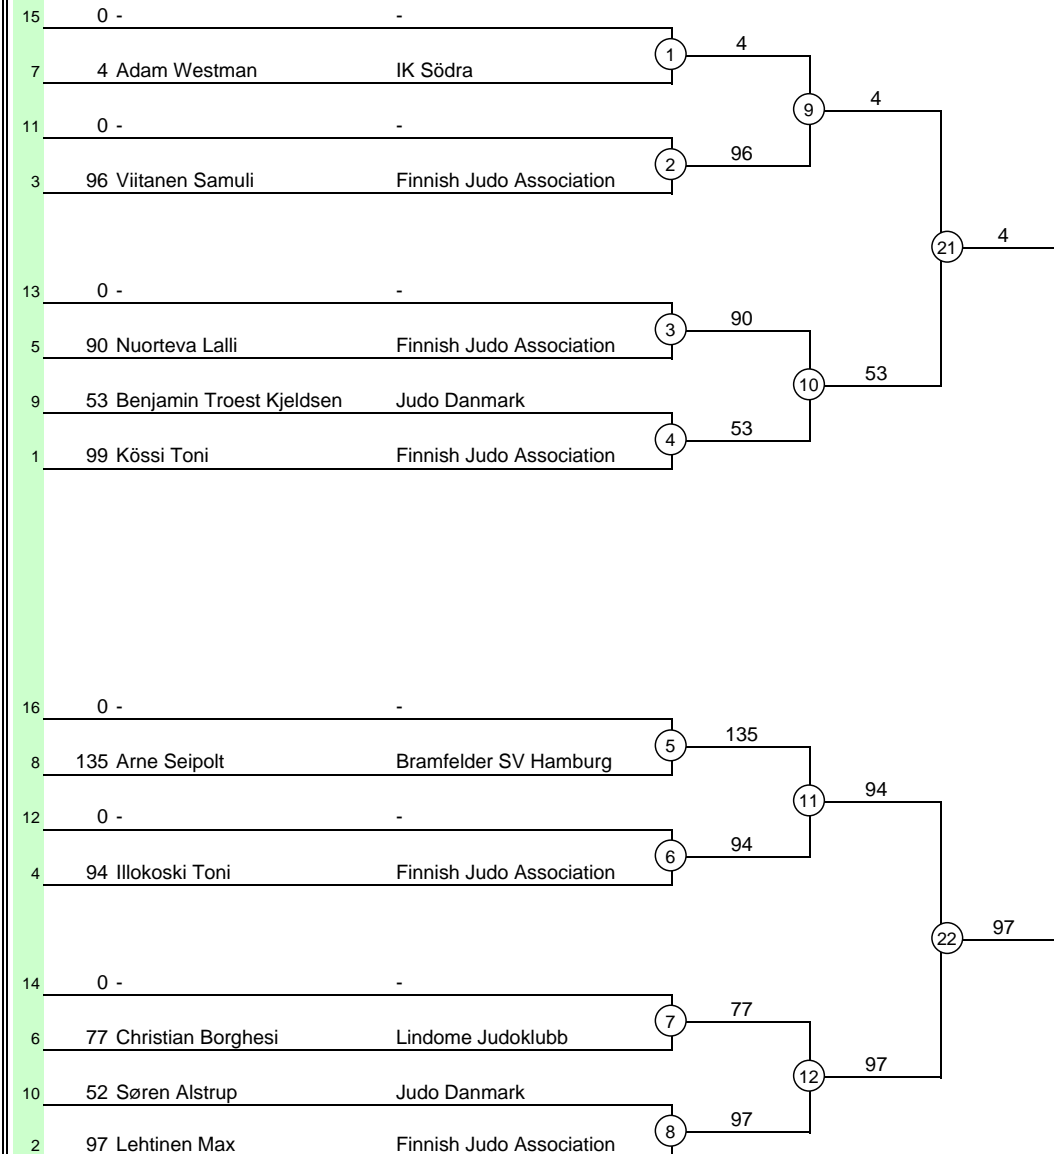 15 0 - -
1 4
7 4 Adam Westman IK Södra
9 4
11 0 - -
2 96
3 96 Viitanen Samuli Finnish Judo Association
21 4
13 0 - -
3 90
5 90 Nuorteva Lalli Finnish Judo Association
10 53
9 53 Benjamin Troest Kjeldsen Judo Danmark
4 53
1 99 Kössi Toni Finnish Judo Association
16 0 - -
5 135
8 135 Arne Seipolt Bramfelder SV Hamburg
11 94
12 0 - -
6 94
4 94 Illokoski Toni Finnish Judo Association
22 97
14 0 - -
7 77
6 77 Christian Borghesi Lindome Judoklubb
12 97
10 52 Søren Alstrup Judo Danmark
8 97
2 97 Lehtinen Max Finnish Judo Association